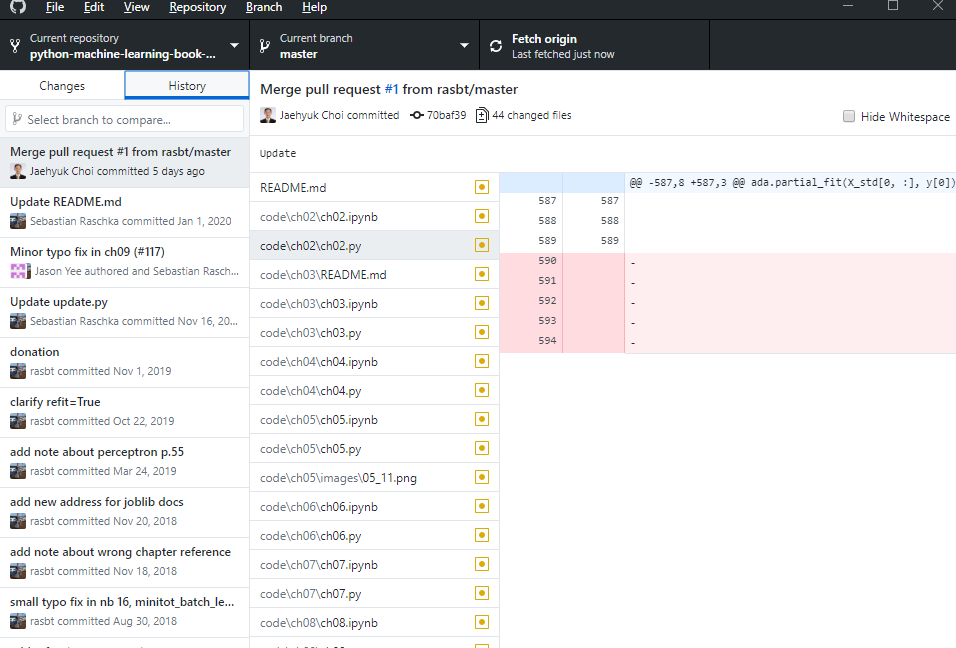 File Edit View Repository Branch Help
Current repository
python-machine-learning-book-...
Current branch
master
Fetch origin
Last fetched just now
Changes
History
Select branch to compare...
Merge pull request #1 from rasbt/master
Jaehyuk Choi committed 5 days ago
Update README.md
Sebastian Raschka committed Jan 1, 2020
Minor typo fix in ch09 (#117)
Jason Yee authored and Sebastian Rasch...
Update update.py
Sebastian Raschka committed Nov 16, 20...
donation
rasbt committed Nov 1, 2019
clarify refit=True
rasbt committed Oct 22, 2019
add note about perceptron p.55
rasbt committed Mar 24, 2019
add new address for joblib docs
rasbt committed Nov 20, 2018
add note about wrong chapter reference
rasbt committed Nov 18, 2018
small typo fix in nb 16, minitot_batch_le...
rasbt committed Aug 30, 2018
Merge pull request #1 from rasbt/master
Jaehyuk Choi committed 70baf39 44 changed files
Hide Whitespace
Update
README.md
code\ch02\ch02.ipynb
code\ch02\ch02.py
code\ch03\README.md
code\ch03\ch03.ipynb
code\ch03\ch03.py
code\ch04\ch04.ipynb
code\ch04\ch04.py
code\ch05\ch05.ipynb
code\ch05\ch05.py
code\ch05\images\05_11.png
code\ch06\ch06.ipynb
code\ch06\ch06.py
code\ch07\ch07.ipynb
code\ch07\ch07.py
code\ch08\ch08.ipynb
@@ -587,8 +587,3 @@ ada.partial_fit(X_std[0, :], y[0])
587 587
588 588
589 589
590 -
591 -
592 -
593 -
594 -